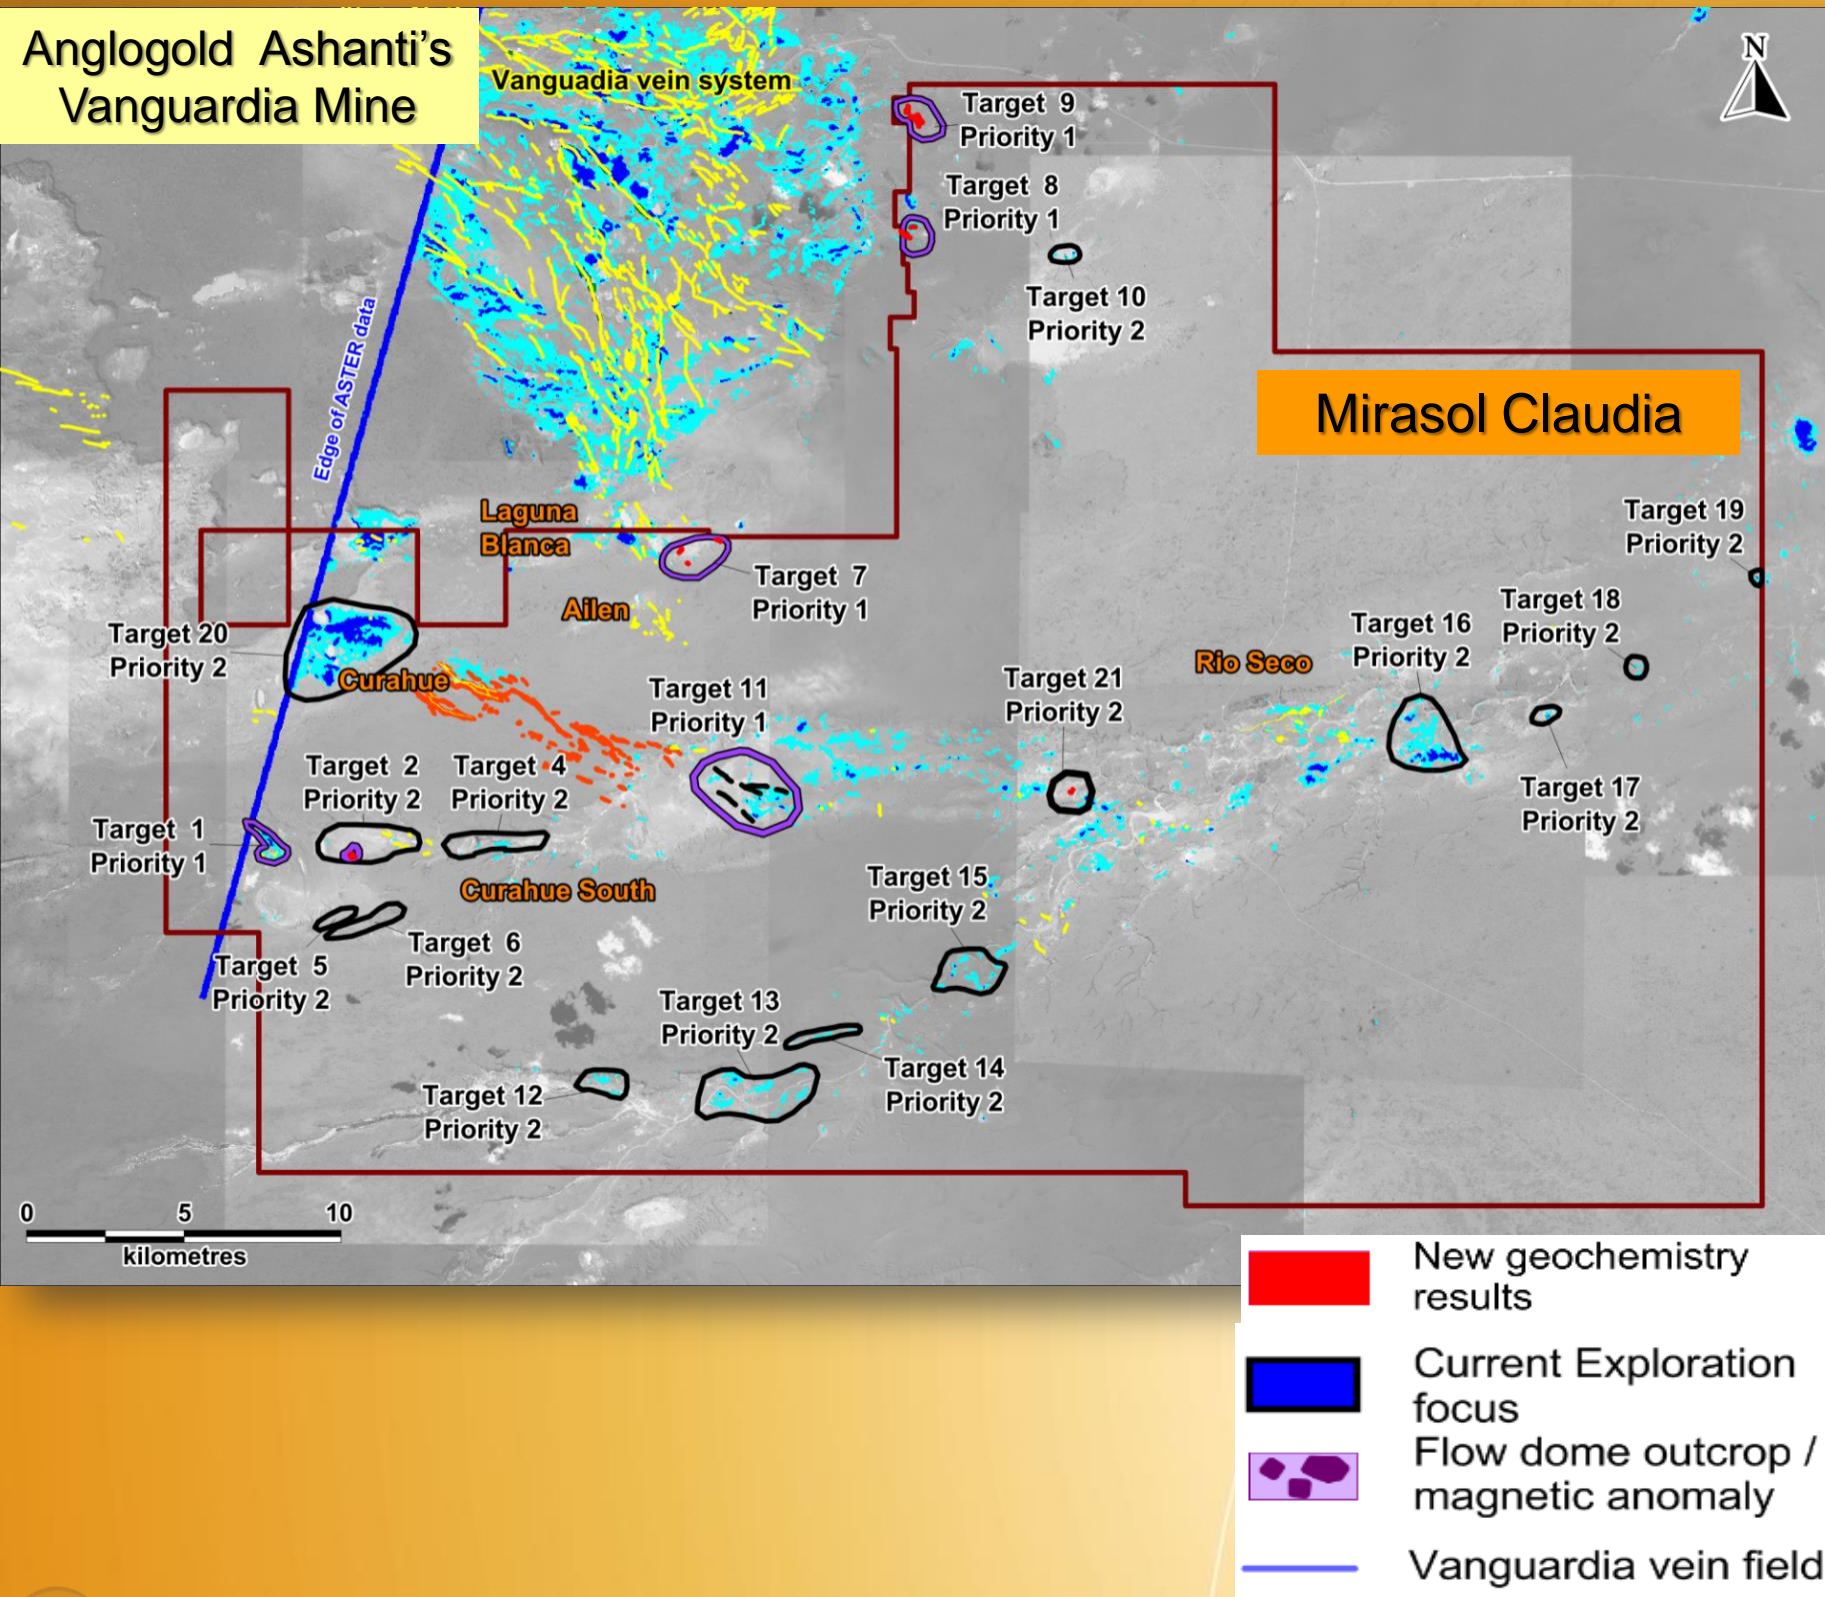 Anglogold Ashanti's
Vanguardia Mine
Vanguadia vein system
N
Target 9
Priority 1
Target 8
Priority 1
Target 10
Priority 2
Edge of ASTER data
Mirasol Claudia
Laguna
Blanca
Target 19
Priority 2
Target 7
Priority 1
Ailen
Target 18
Priority 2
Target 16
Priority 2
Target 20
Priority 2
Rio Seco
Curahue
Target 21
Priority 2
Target 11
Priority 1
Target 2
Priority 2
Target 4
Priority 2
Target 17
Priority 2
Target 1
Priority 1
Curahue South
Target 15
Priority 2
Target 6
Priority 2
Target 5
Priority 2
Target 13
Priority 2
Target 14
Priority 2
Target 12
Priority 2
0 5 10
kilometres
New geochemistry
results
Current Exploration
focus
Flow dome outcrop /
magnetic anomaly
Vanguardia vein field